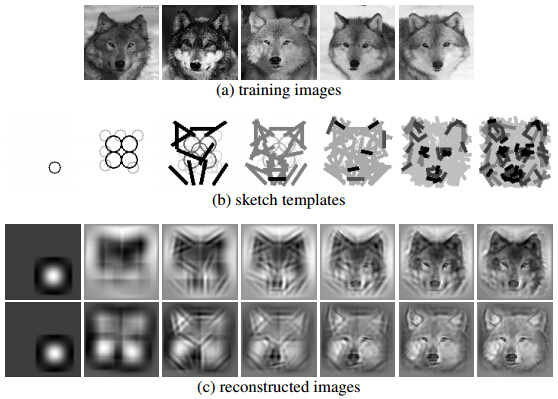 (a) training images
(b) sketch templates
(c) reconstructed images